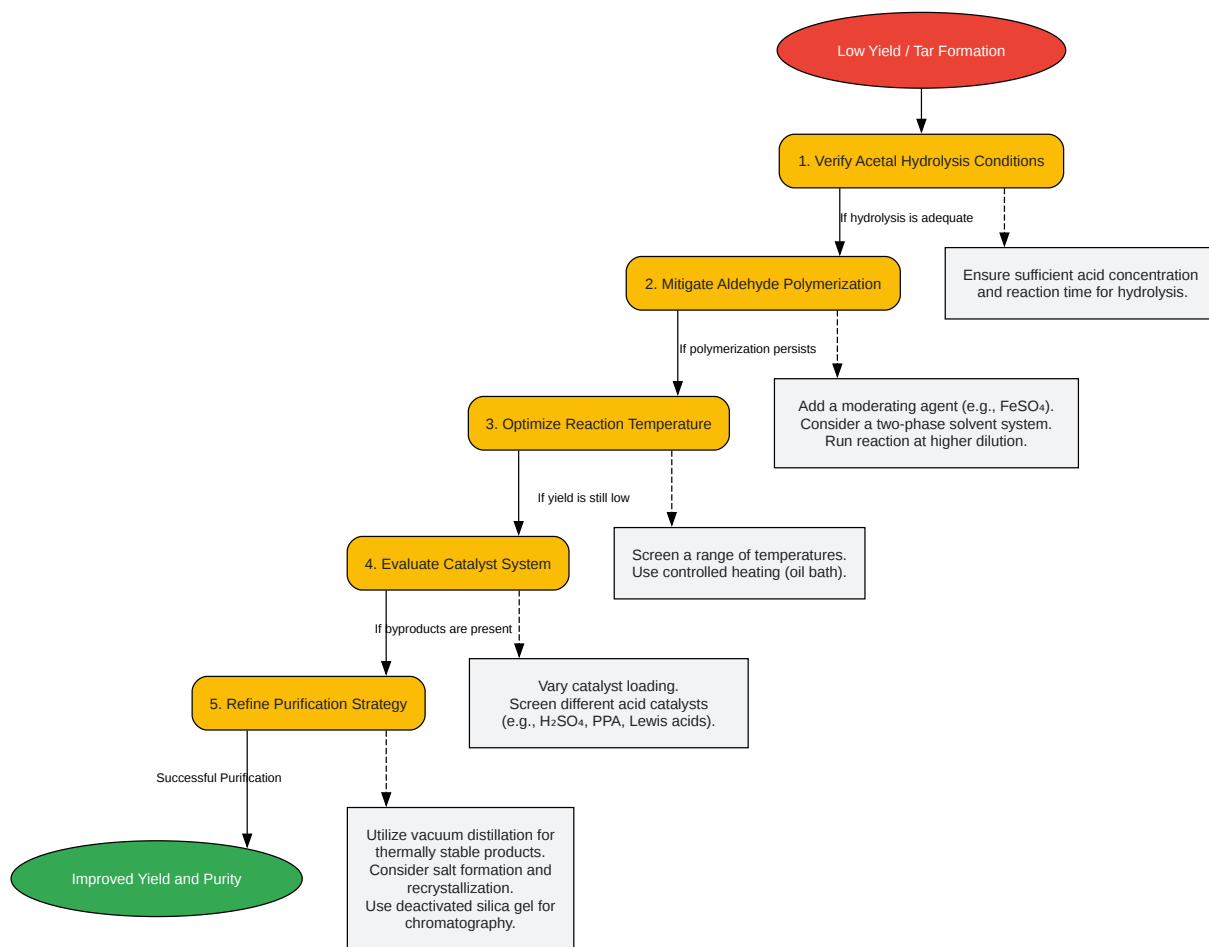 Low Yield / Tar Formation
1. Verify Acetal Hydrolysis Conditions
If hydrolysis is adequate
Ensure sufficient acid concentration
and reaction time for hydrolysis.
2. Mitigate Aldehyde Polymerization
If polymerization persists
Add a moderating agent (e.g., FeSO₄).
Consider a two-phase solvent system.
Run reaction at higher dilution.
3. Optimize Reaction Temperature
If yield is still low
Screen a range of temperatures.
Use controlled heating (oil bath).
4. Evaluate Catalyst System
If byproducts are present
Vary catalyst loading.
Screen different acid catalysts
(e.g., H₂SO₄, PPA, Lewis acids).
5. Refine Purification Strategy
Successful Purification
Utilize vacuum distillation for
thermally stable products.
Consider salt formation and
recrystallization.
Use deactivated silica gel for
chromatography.
Improved Yield and Purity